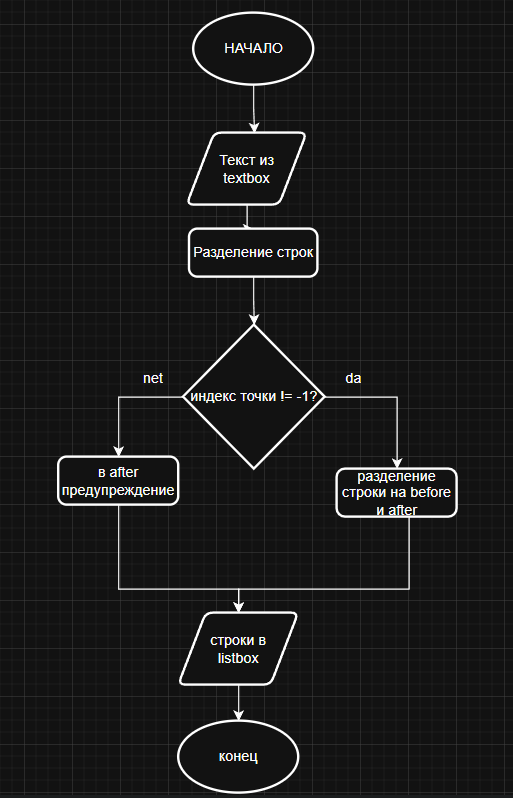 НАЧАЛО
Текст из
textbox
Разделение строк
индекс точки != -1?
net
da
в after
предупреждение
разделение
строки на before
и after
строки в
listbox
конец